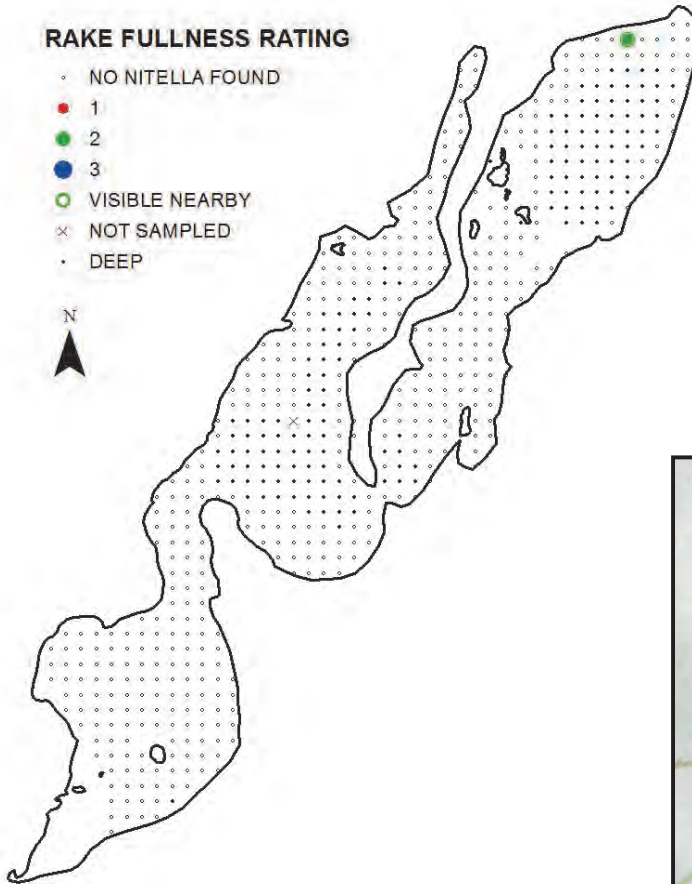 RAKE FULLNESS RATING
NO NITELLA FOUND
1
2
3
VISIBLE NEARBY
NOT SAMPLED
DEEP
N